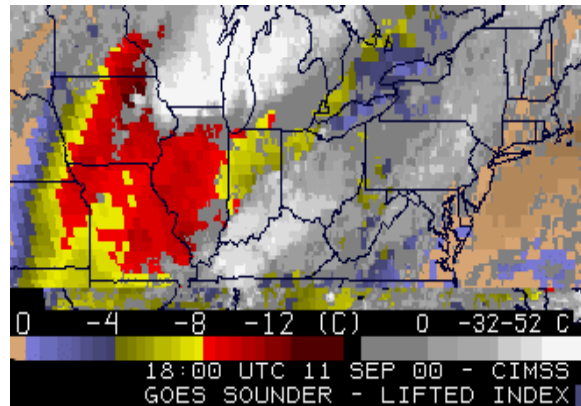 0 -4 -8 -12 (C) 0 -32-52 C
18:00 UTC 11 SEP 00 - CIMSS
GOES SOUNDER - LIFTED INDEX